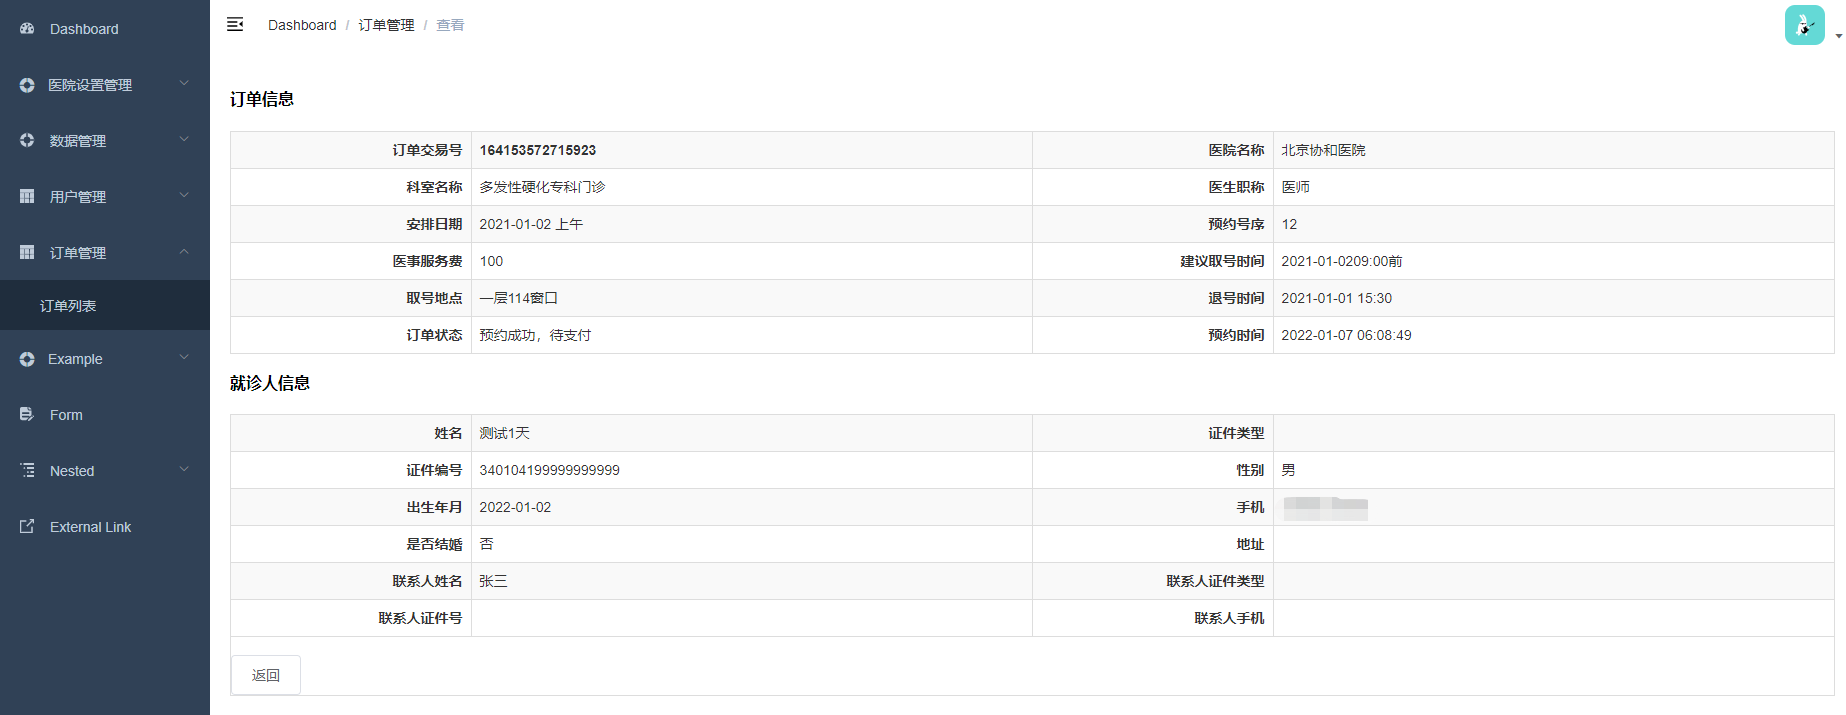 Dashboard
医院设置管理
数据管理
用户管理
订单管理
订单列表
Example
Form
Nested
External Link
Dashboard / 订单管理 / 查看
订单信息
订单交易号 164153572715923 医院名称 北京协和医院
科室名称 多发性硬化专科门诊 医生职称 医师
安排日期 2021-01-02 上午 预约号序 12
医事服务费 100 建议取号时间 2021-01-0209:00前
取号地点 一层114窗口 退号时间 2021-01-01 15:30
订单状态 预约成功，待支付 预约时间 2022-01-07 06:08:49
就诊人信息
姓名 测试1天 证件类型
证件编号 340104199999999999 性别 男
出生年月 2022-01-02 手机
是否结婚 否 地址
联系人姓名 张三 联系人证件类型
联系人证件号 联系人手机
返回